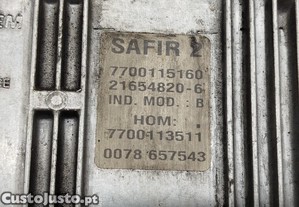 SAFIR 2
7700115160
21654820-6
IND. MOD. : B
HOM:
7700113511
0078 657543
CustoJusto.pt